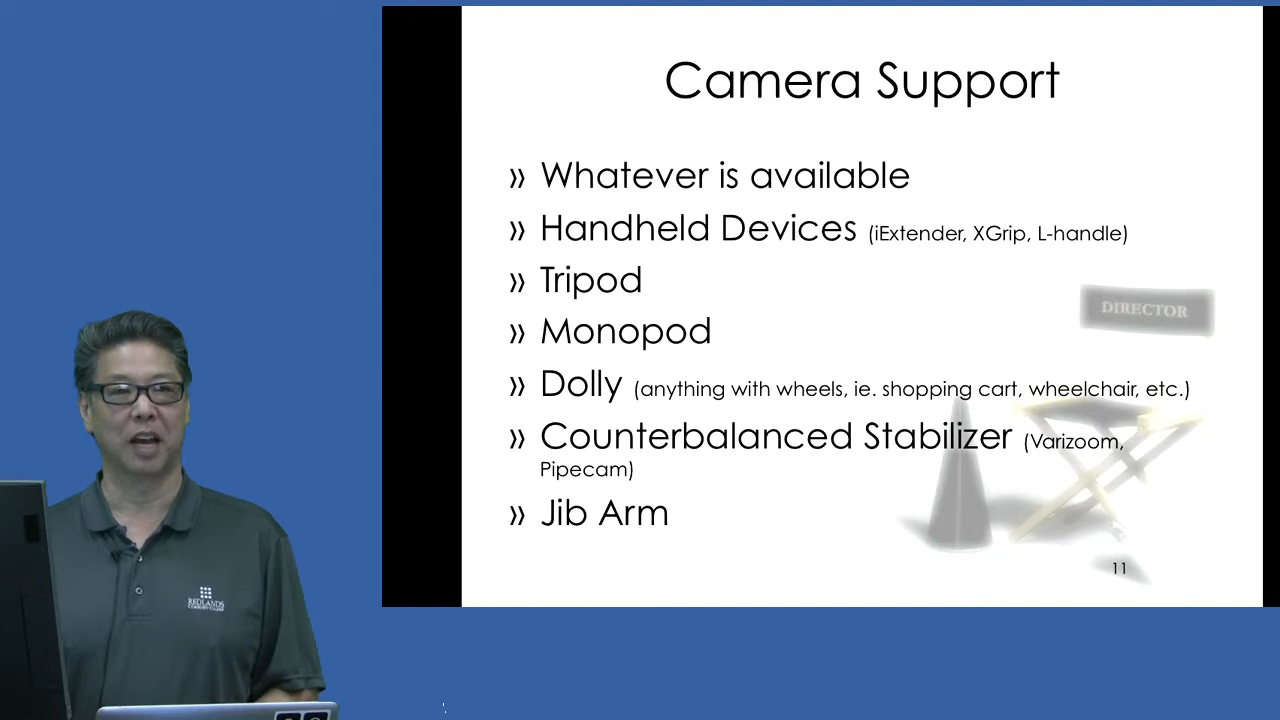 Camera Support
» Whatever is available
» Handheld Devices (iExtender, XGrip, L-handle)
» Tripod
» Monopod
» Dolly (anything with wheels, ie. shopping cart, wheelchair, etc.)
» Counterbalanced Stabilizer (Varizoom,
Pipecam)
» Jib Arm
DIRECTOR
11
REDLANDS